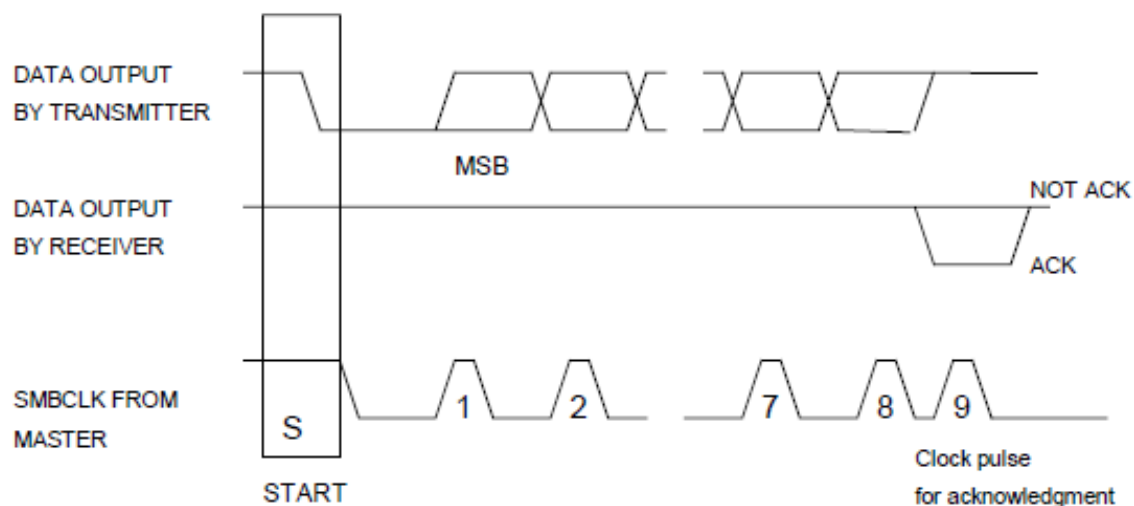 DATA OUTPUT
BY TRANSMITTER
MSB
DATA OUTPUT
BY RECEIVER
NOT ACK
ACK
SMBCLK FROM
MASTER
S
1
2
7
8
9
START
Clock pulse
for acknowledgment